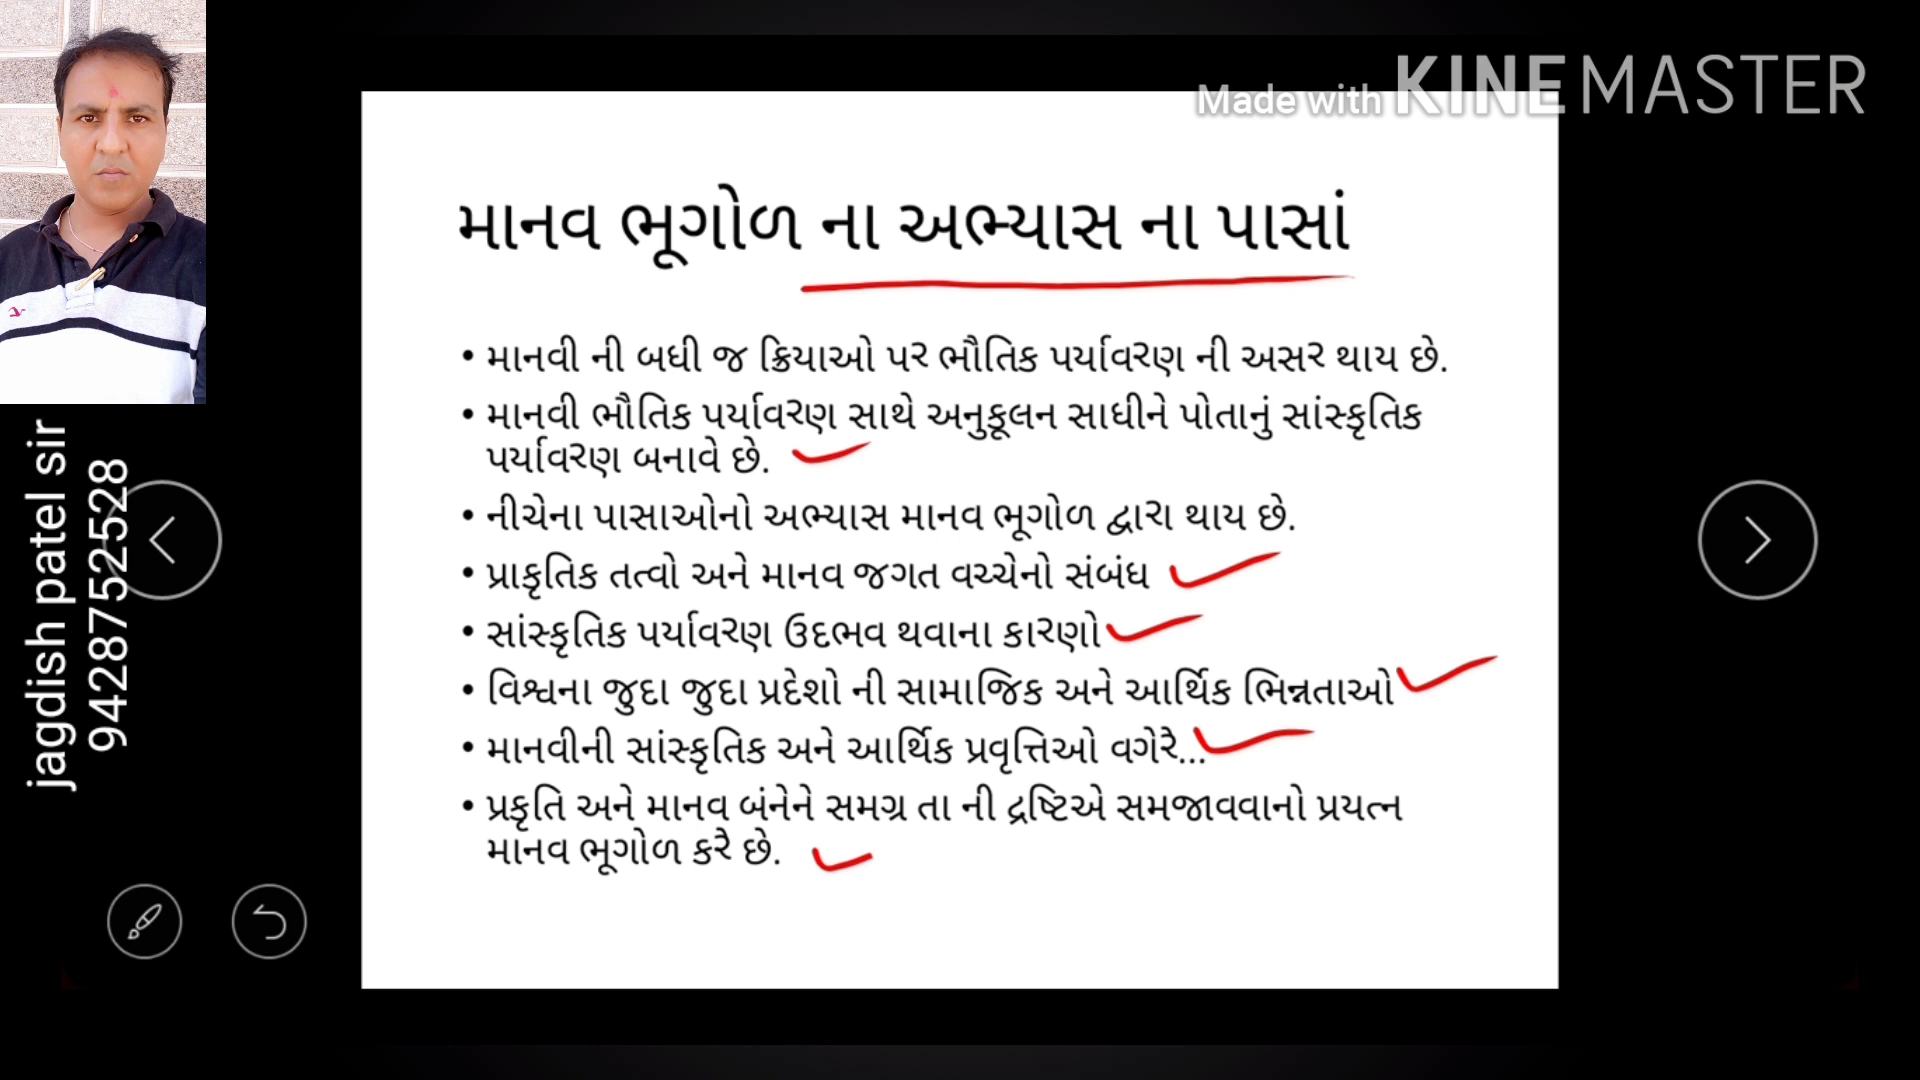 Made with KINEMASTER
માનવ ભૂગોળ ના અભ્યાસ ના પાસાં
• માનવી ની બધી જ ક્રિયાઓ પર ભૌતિક પર્યાવરણ ની અસર થાય છે.
• માનવી ભૌતિક પર્યાવરણ સાથે અનુકૂલન સાધીને પોતાનું સાંસ્કૃતિક
પર્યાવરણ બનાવે છે.
• નીચેના પાસાઓનો અભ્યાસ માનવ ભૂગોળ દ્વારા થાય છે.
• પ્રાકૃતિક તત્વો અને માનવ જગત વચ્ચેનો સંબંધ
• સાંસ્કૃતિક પર્યાવરણ ઉદભવ થવાના કારણો
• વિશ્વના જુદા જુદા પ્રદેશો ની સામાજિક અને આર્થિક ભિન્નતાઓ
• માનવીની સાંસ્કૃતિક અને આર્થિક પ્રવૃત્તિઓ વગેરે...
• પ્રકૃતિ અને માનવ બંનેને સમગ્ર તા ની દ્રષ્ટિએ સમજાવવાનો પ્રયત્ન
માનવ ભૂગોળ કરે છે.
jagdish patel sir
9428752528